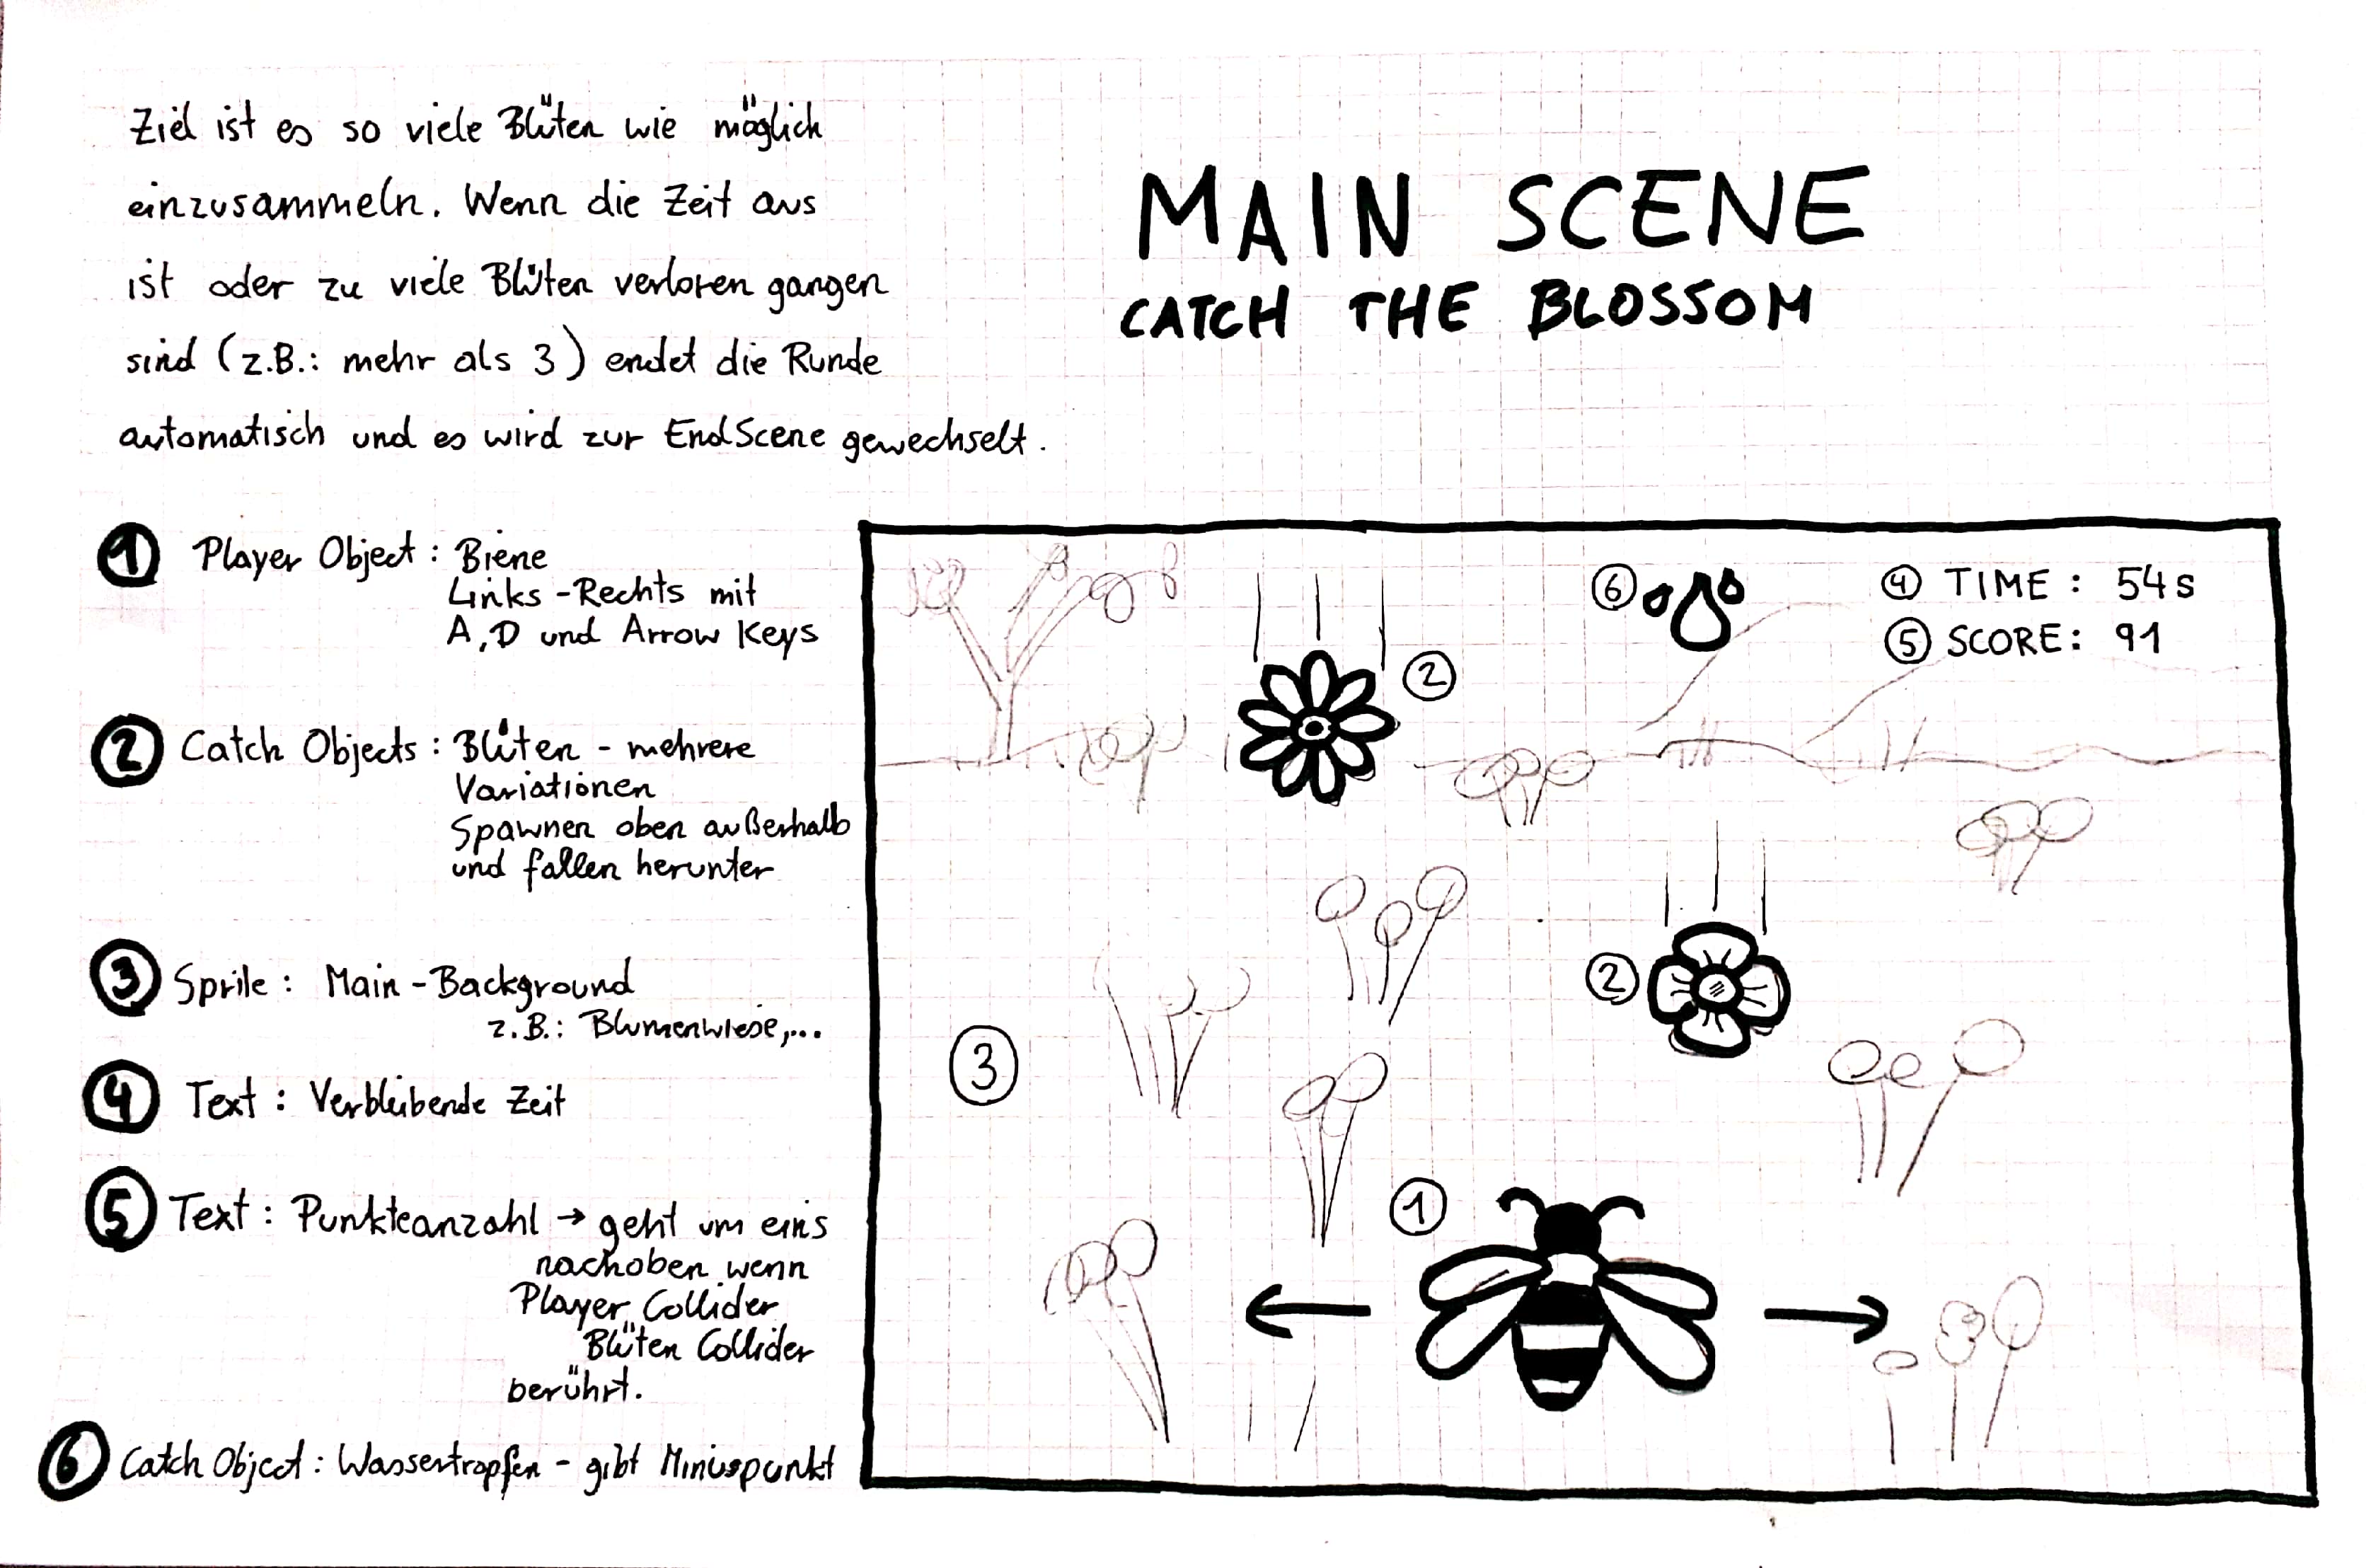 Ziel ist es so viele Blüten wie möglich
einzusammeln. Wenn die Zeit aus
ist oder zu viele Blüten verloren gangen
sind (z.B.: mehr als 3) endet die Runde
automatisch und es wird zur EndScene gewechselt.
MAIN SCENE
CATCH THE BLOSSOM
1 Player Object: Biene
Links-Rechts mit
A,D und Arrow Keys
2 Catch Objects: Blüten - mehrere
Variationen
Spawnen oben außerhalb
und fallen herunter
3 Sprite: Main-Background
z.B.: Blumenwiese,...
4 Text: Verbleibende Zeit
5 Text: Punkteanzahl → geht um eins
nachoben wenn
Player Collider
Blüten Collider
berührt.
6 Catch Object: Wassertropfen - gibt Minuspunkt
6
4 TIME: 54s
5 SCORE: 91
2
2
3
1